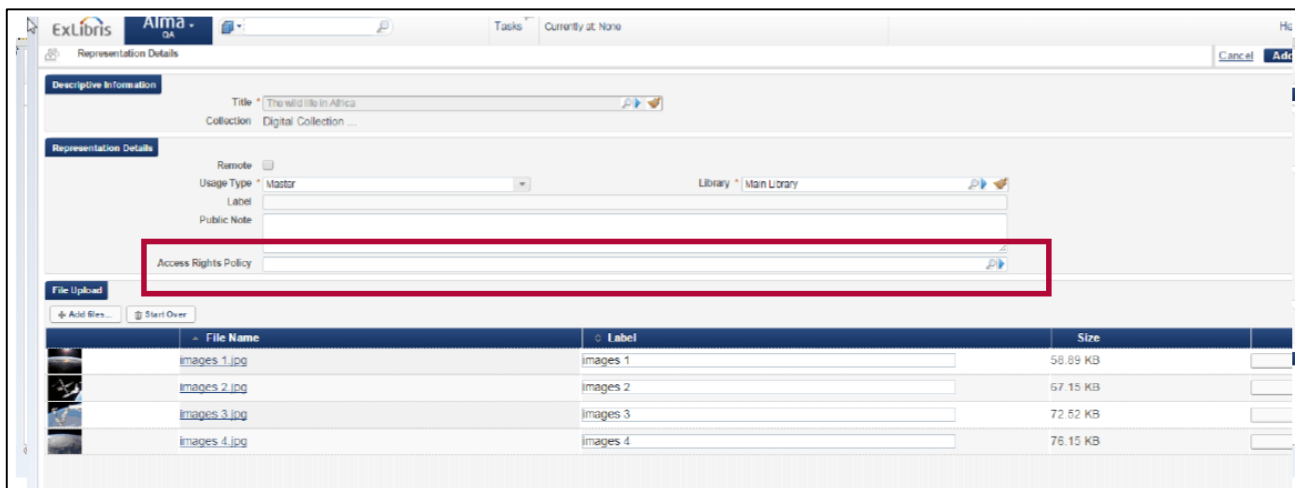 ExLibris Alma - QA Tasks Currently at: None
Representation Details Cancel
Descriptive Information
Title * The wild life in Africa
Collection Digital Collection ...
Representation Details
Remote
Usage Type * Master Library * Main Library
Label
Public Note
Access Rights Policy
File Upload
Add files... Start Over
File Name Label Size
images 1.jpg images 1 58.89 KB
images 2.jpg images 2 67.15 KB
images 3.jpg images 3 72.52 KB
images 4.jpg images 4 76.15 KB